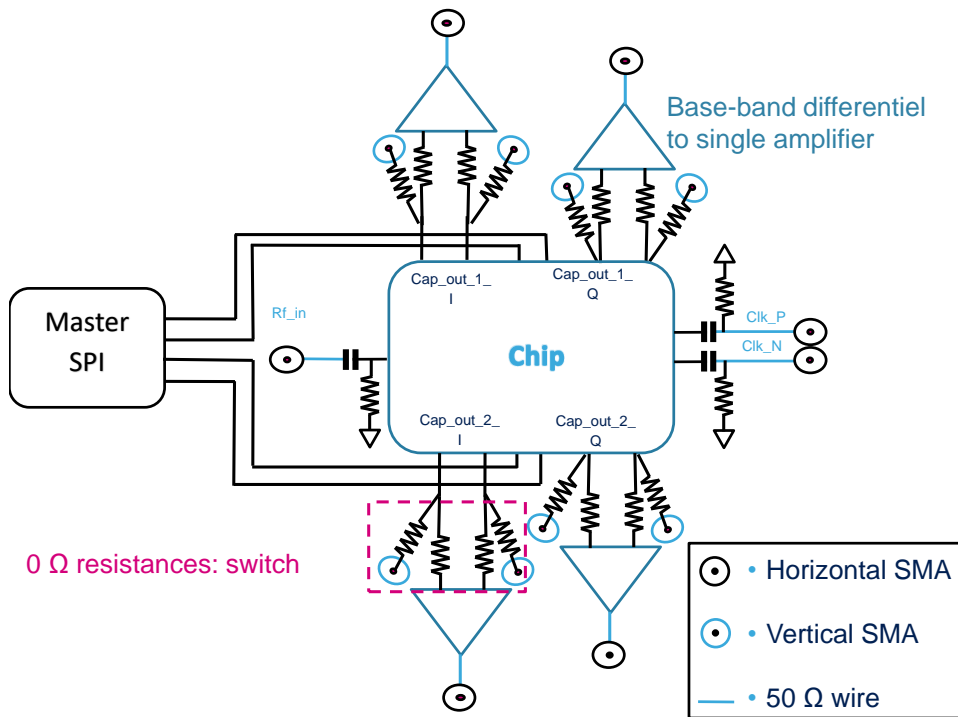 Base-band differentiel
to single amplifier
Cap_out_1_
I
Cap_out_1_
Q
Master
SPI
Rf_in
Chip
Clk_P
Clk_N
Cap_out_2_
I
Cap_out_2_
Q
0 Ω resistances: switch
• Horizontal SMA
• Vertical SMA
• 50 Ω wire